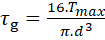 τg = 16.Tmax / π.d³